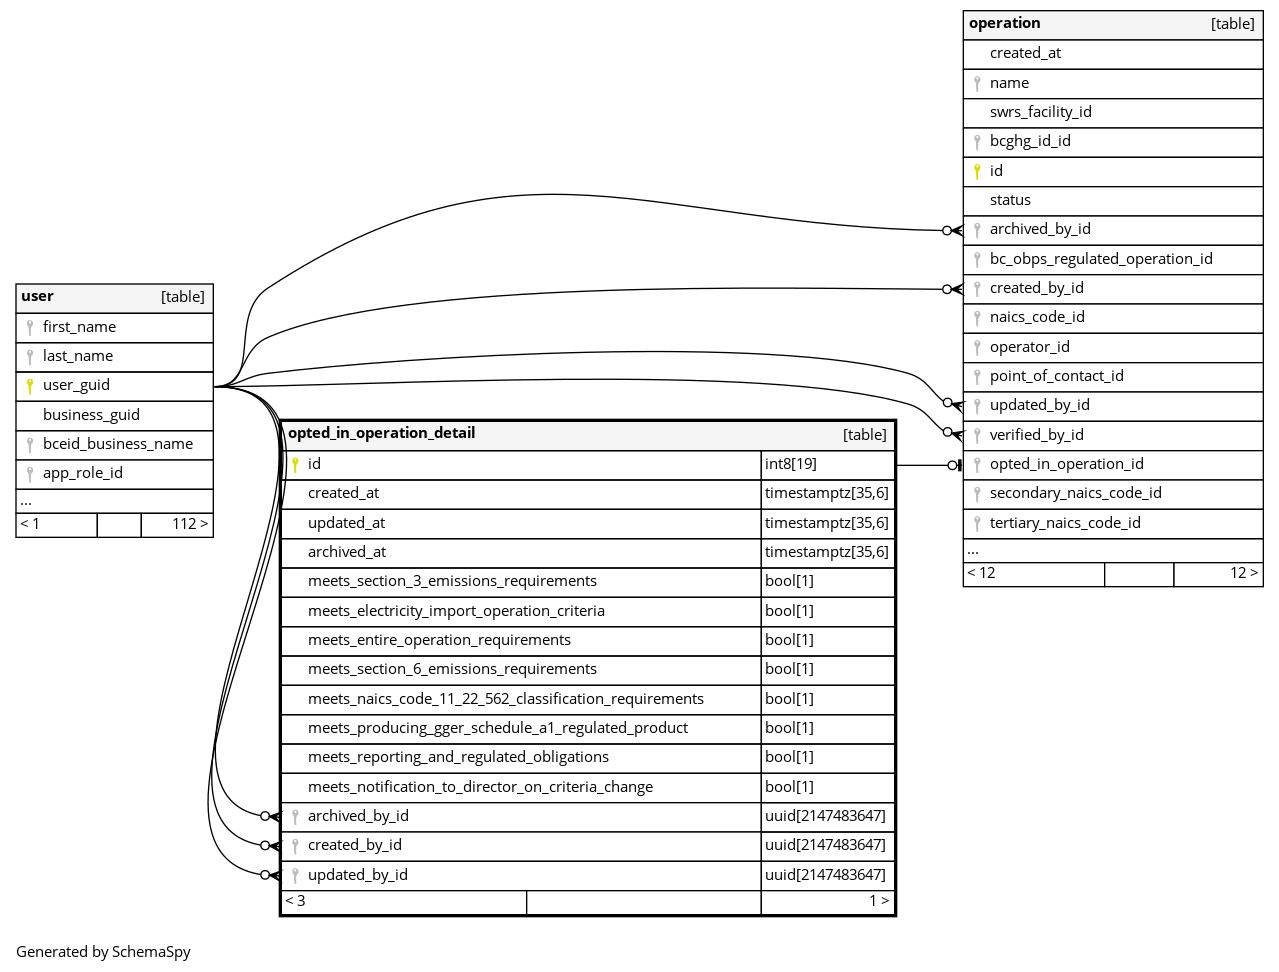 operation [table]
created_at
name
swrs_facility_id
bcghg_id_id
id
status
archived_by_id
bc_obps_regulated_operation_id
created_by_id
naics_code_id
operator_id
point_of_contact_id
updated_by_id
verified_by_id
opted_in_operation_id
secondary_naics_code_id
tertiary_naics_code_id
...
< 12 12 >
user [table]
first_name
last_name
user_guid
business_guid
bceid_business_name
app_role_id
...
< 1 112 >
opted_in_operation_detail [table]
id int8[19]
created_at timestamptz[35,6]
updated_at timestamptz[35,6]
archived_at timestamptz[35,6]
meets_section_3_emissions_requirements bool[1]
meets_electricity_import_operation_criteria bool[1]
meets_entire_operation_requirements bool[1]
meets_section_6_emissions_requirements bool[1]
meets_naics_code_11_22_562_classification_requirements bool[1]
meets_producing_gger_schedule_a1_regulated_product bool[1]
meets_reporting_and_regulated_obligations bool[1]
meets_notification_to_director_on_criteria_change bool[1]
archived_by_id uuid[2147483647]
created_by_id uuid[2147483647]
updated_by_id uuid[2147483647]
< 3 1 >
Generated by SchemaSpy